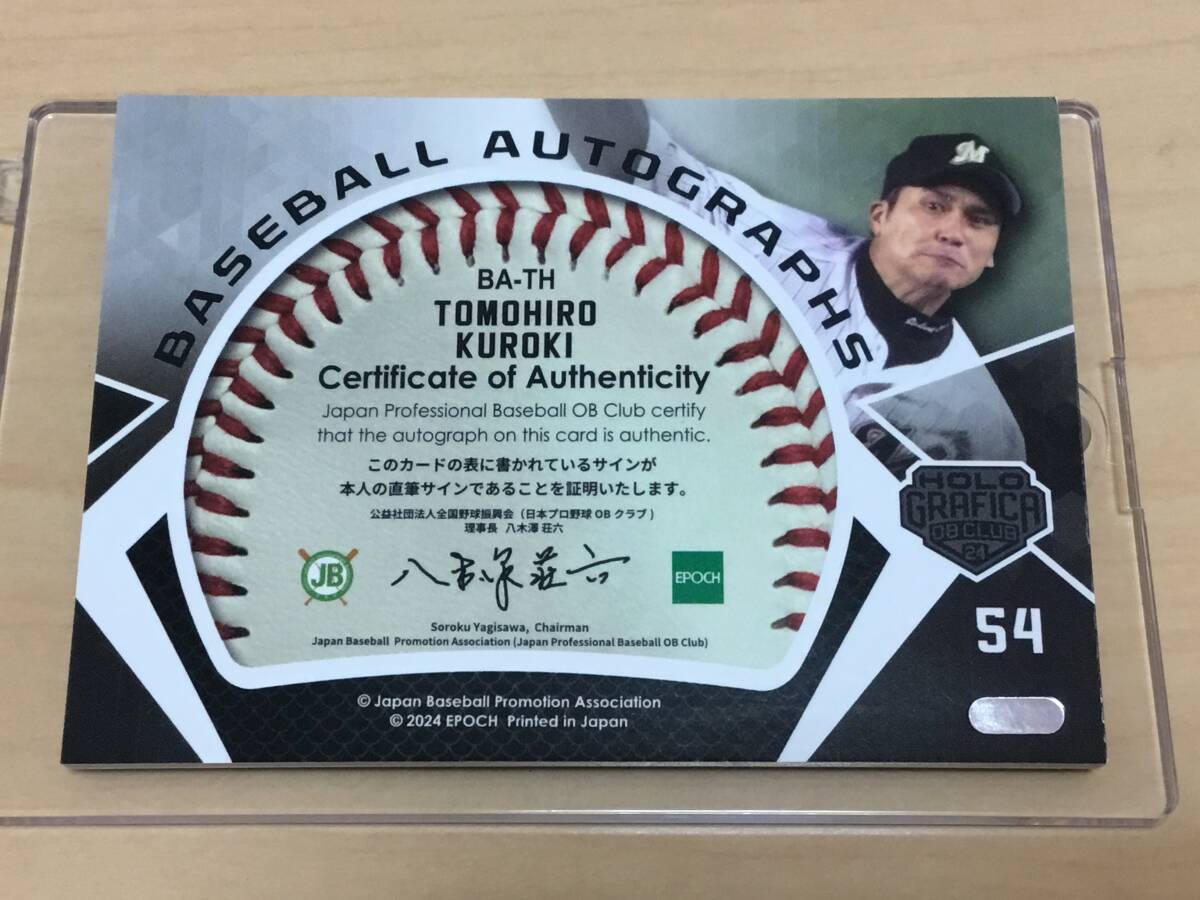 BASEBALL AUTOGRAPHS
M
BA-TH
TOMOHIRO
KUROKI
Certificate of Authenticity
Japan Professional Baseball OB Club certify
that the autograph on this card is authentic.
このカードの表に書かれているサインが
本人の直筆サインであることを証明いたします。
公益社団法人全国野球振興会（日本プロ野球OBクラブ)
理事長 八木澤 荘六
JB
八木沢荘六
EPOCH
Soroku Yagisawa, Chairman
Japan Baseball Promotion Association (Japan Professional Baseball OB Club)
© Japan Baseball Promotion Association
© 2024 EPOCH Printed in Japan
HOLO
GRAFICA
OB CLUB
24
54